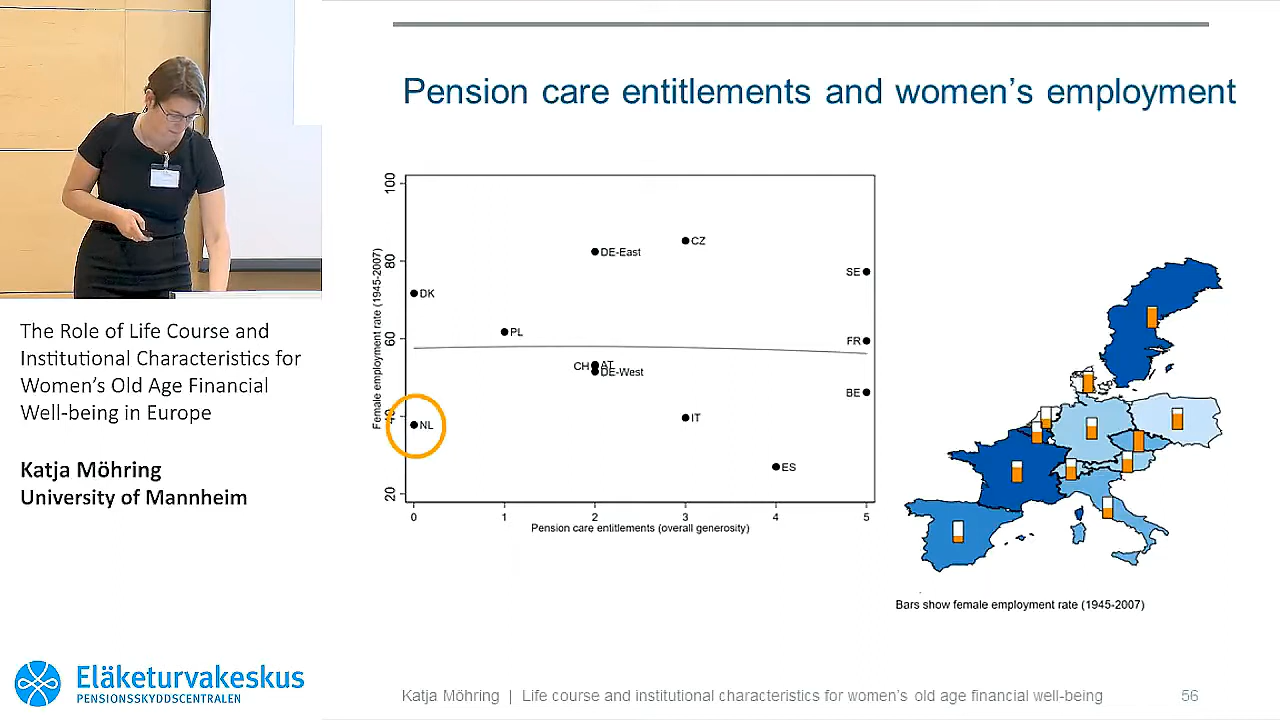 Pension care entitlements and women's employment
Female employment rate (1945-2007)
100
80
60
40
20
DE-East
CZ
SE
DK
PL
FR
CH
AT
DE-West
BE
IT
NL
ES
0
1
2
3
4
5
Pension care entitlements (overall generosity)
Bars show female employment rate (1945-2007)
The Role of Life Course and
Institutional Characteristics for
Women's Old Age Financial
Well-being in Europe
Katja Möhring
University of Mannheim
Eläketurvakeskus
PENSIONSSKYDDSCENTRALEN
Katja Möhring | Life course and institutional characteristics for women's old age financial well-being
56